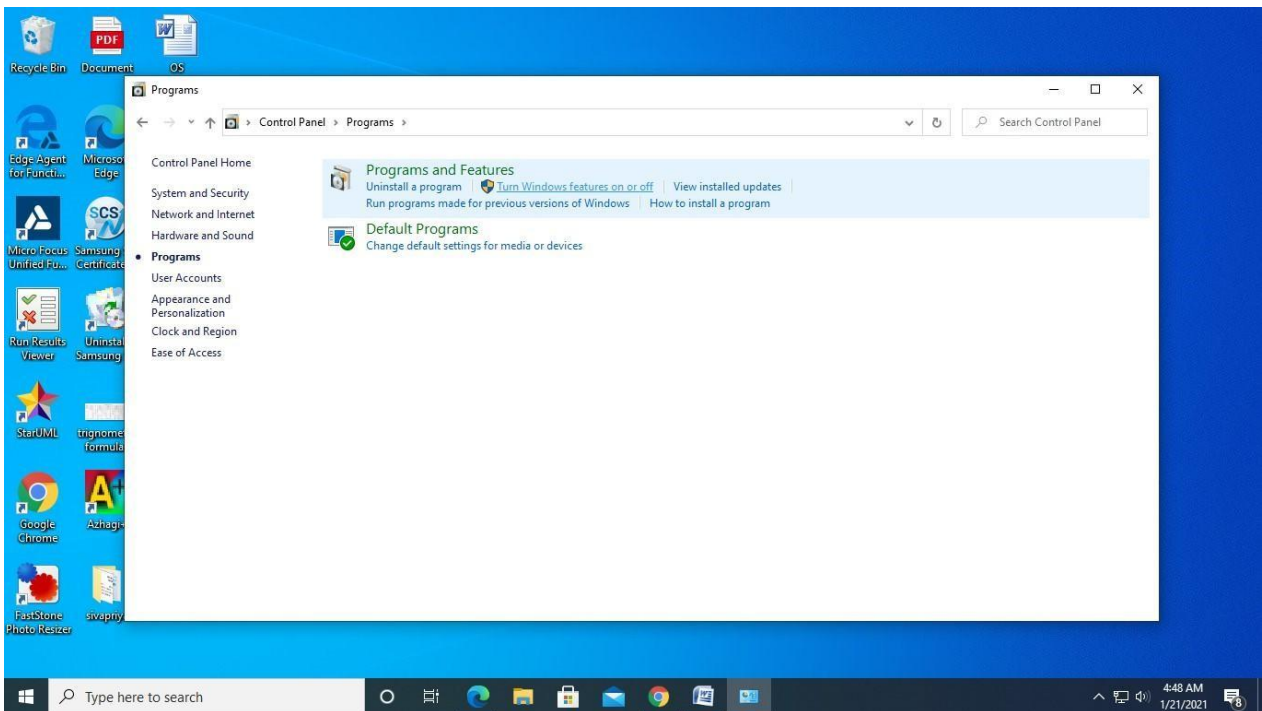 Recycle Bin
Document
OS
Programs
Control Panel > Programs >
Search Control Panel
Edge Agent
for Functi...
Microso
Edge
Control Panel Home
System and Security
Network and Internet
Hardware and Sound
Programs
User Accounts
Appearance and
Personalization
Clock and Region
Ease of Access
Programs and Features
Uninstall a program
Turn Windows features on or off
View installed updates
Run programs made for previous versions of Windows
How to install a program
Default Programs
Change default settings for media or devices
Micro Focus
Unified Fu...
SCS
Samsung
Certificate
Run Results
Viewer
Uninstal
Samsung
StarUML
trignomet
formula
Google
Chrome
A+
Azhagi+
FastStone
Photo Resizer
sivapriy
PDF
Type here to search
4:48 AM
1/21/2021
8